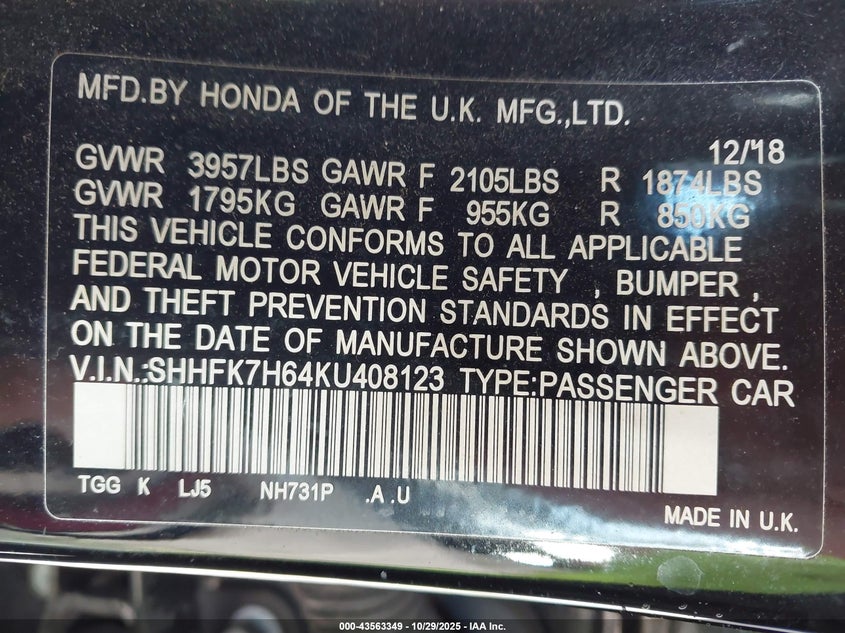 MFD.BY HONDA OF THE U.K. MFG.,LTD.
12/'18
GVWR 3957LBS GAWR F 2105LBS R 1874LBS
GVWR 1795KG GAWR F 955KG R 850KG
THIS VEHICLE CONFORMS TO ALL APPLICABLE
FEDERAL MOTOR VEHICLE SAFETY , BUMPER ,
AND THEFT PREVENTION STANDARDS IN EFFECT
ON THE DATE OF MANUFACTURE SHOWN ABOVE.
V.I.N.:SHHFK7H64KU408123 TYPE:PASSENGER CAR
TGG K LJ5 NH731P .A .U
MADE IN U.K.
000-43563349 - 10/29/2025 - IAA Inc.